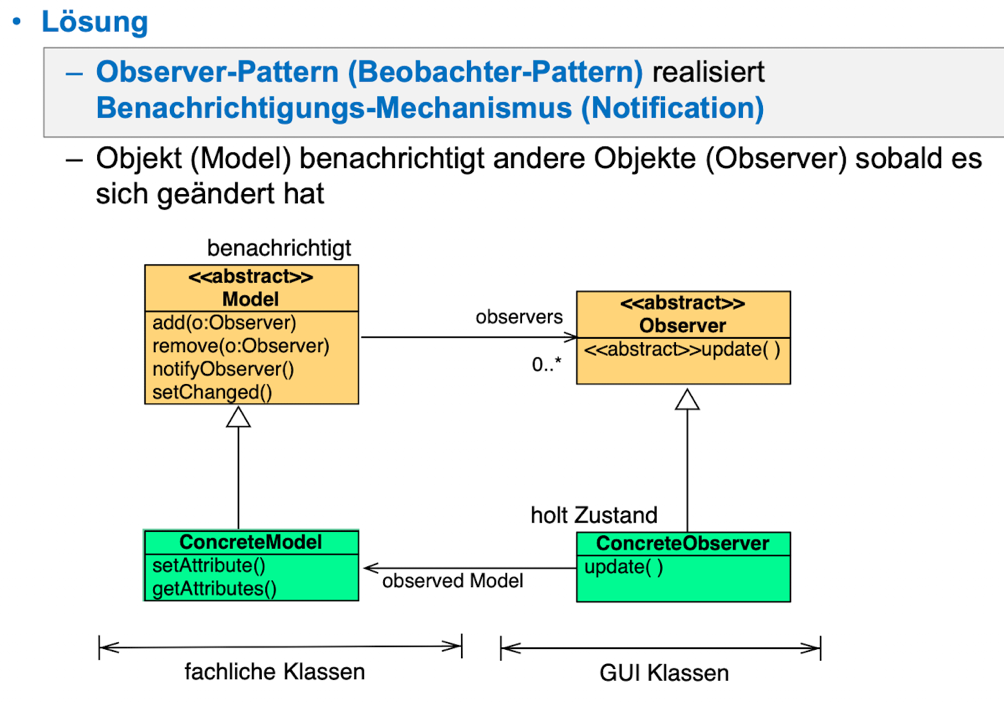 • Lösung
– Observer-Pattern (Beobachter-Pattern) realisiert
Benachrichtigungs-Mechanismus (Notification)
– Objekt (Model) benachrichtigt andere Objekte (Observer) sobald es
sich geändert hat
benachrichtigt
<<abstract>>
Model
add(o:Observer)
remove(o:Observer)
notifyObserver()
setChanged()
observers
0..*
<<abstract>>
Observer
<<abstract>>update( )
holt Zustand
ConcreteModel
setAttribute()
getAttributes()
observed Model
ConcreteObserver
update( )
fachliche Klassen
GUI Klassen